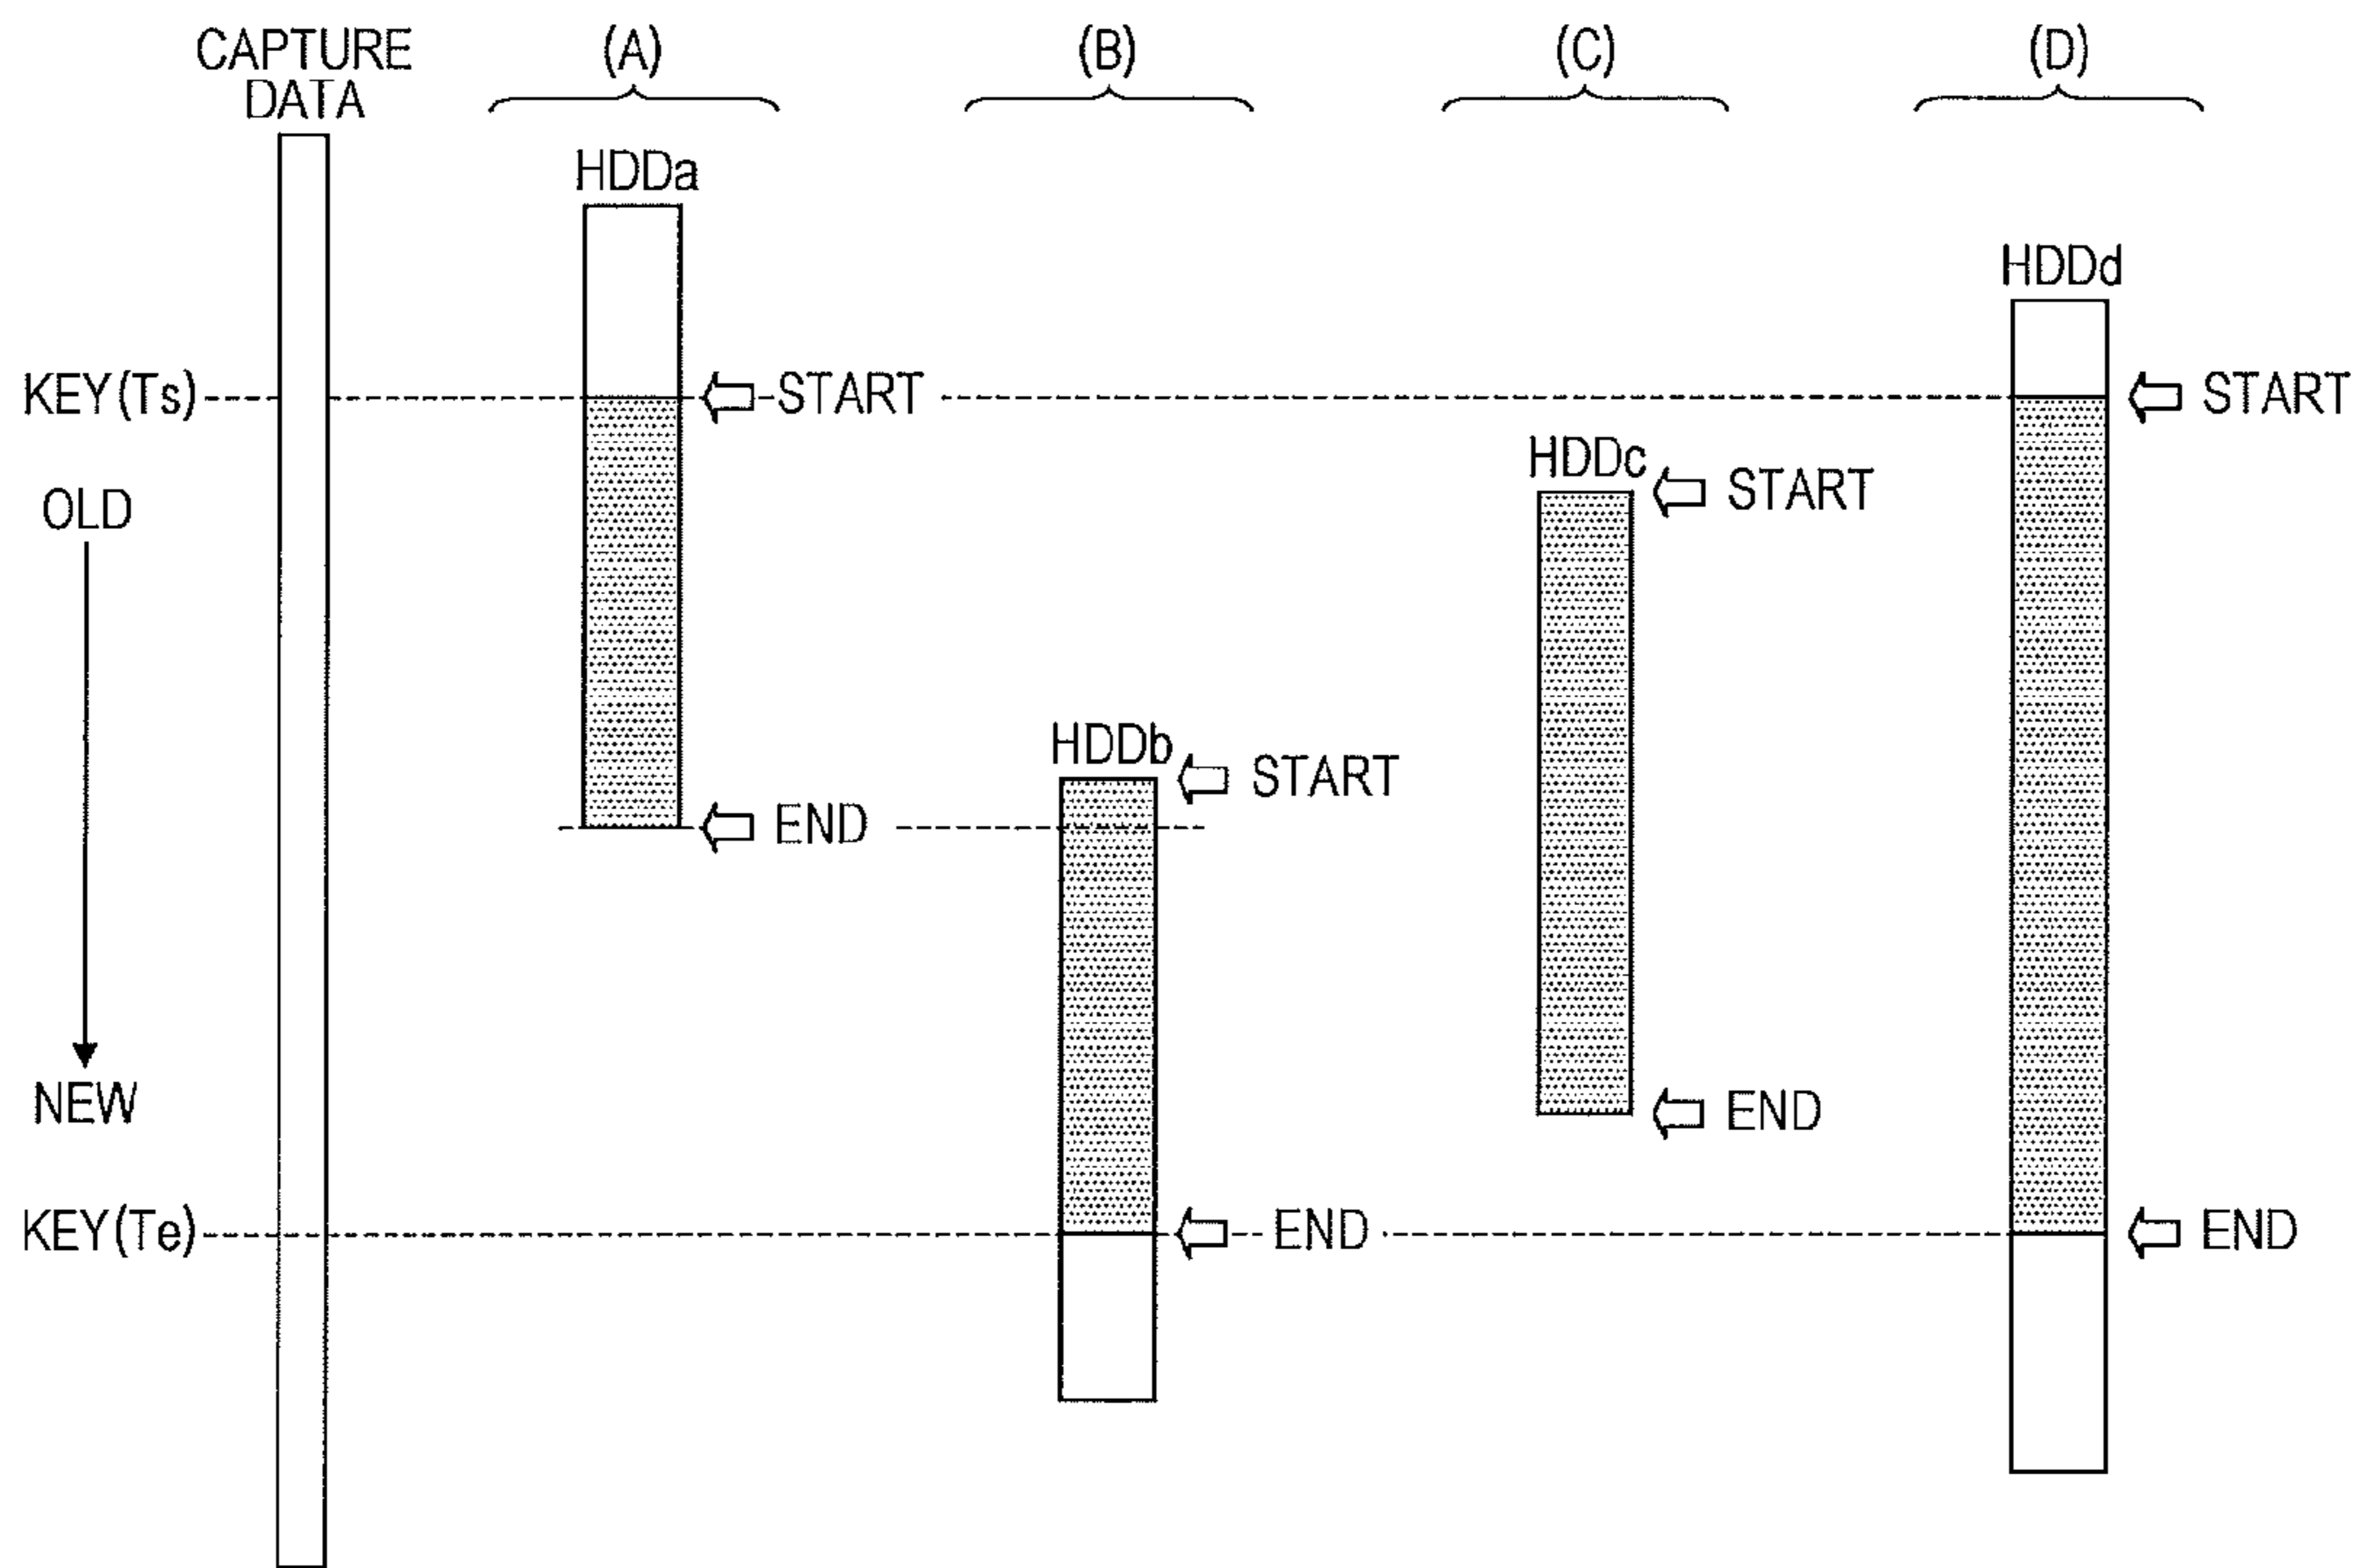 CAPTURE
DATA
(A)
(B)
(C)
(D)
HDDa
HDDd
KEY(Ts)
START
START
HDDc
START
OLD
HDDb
START
END
NEW
END
KEY(Te)
END
END